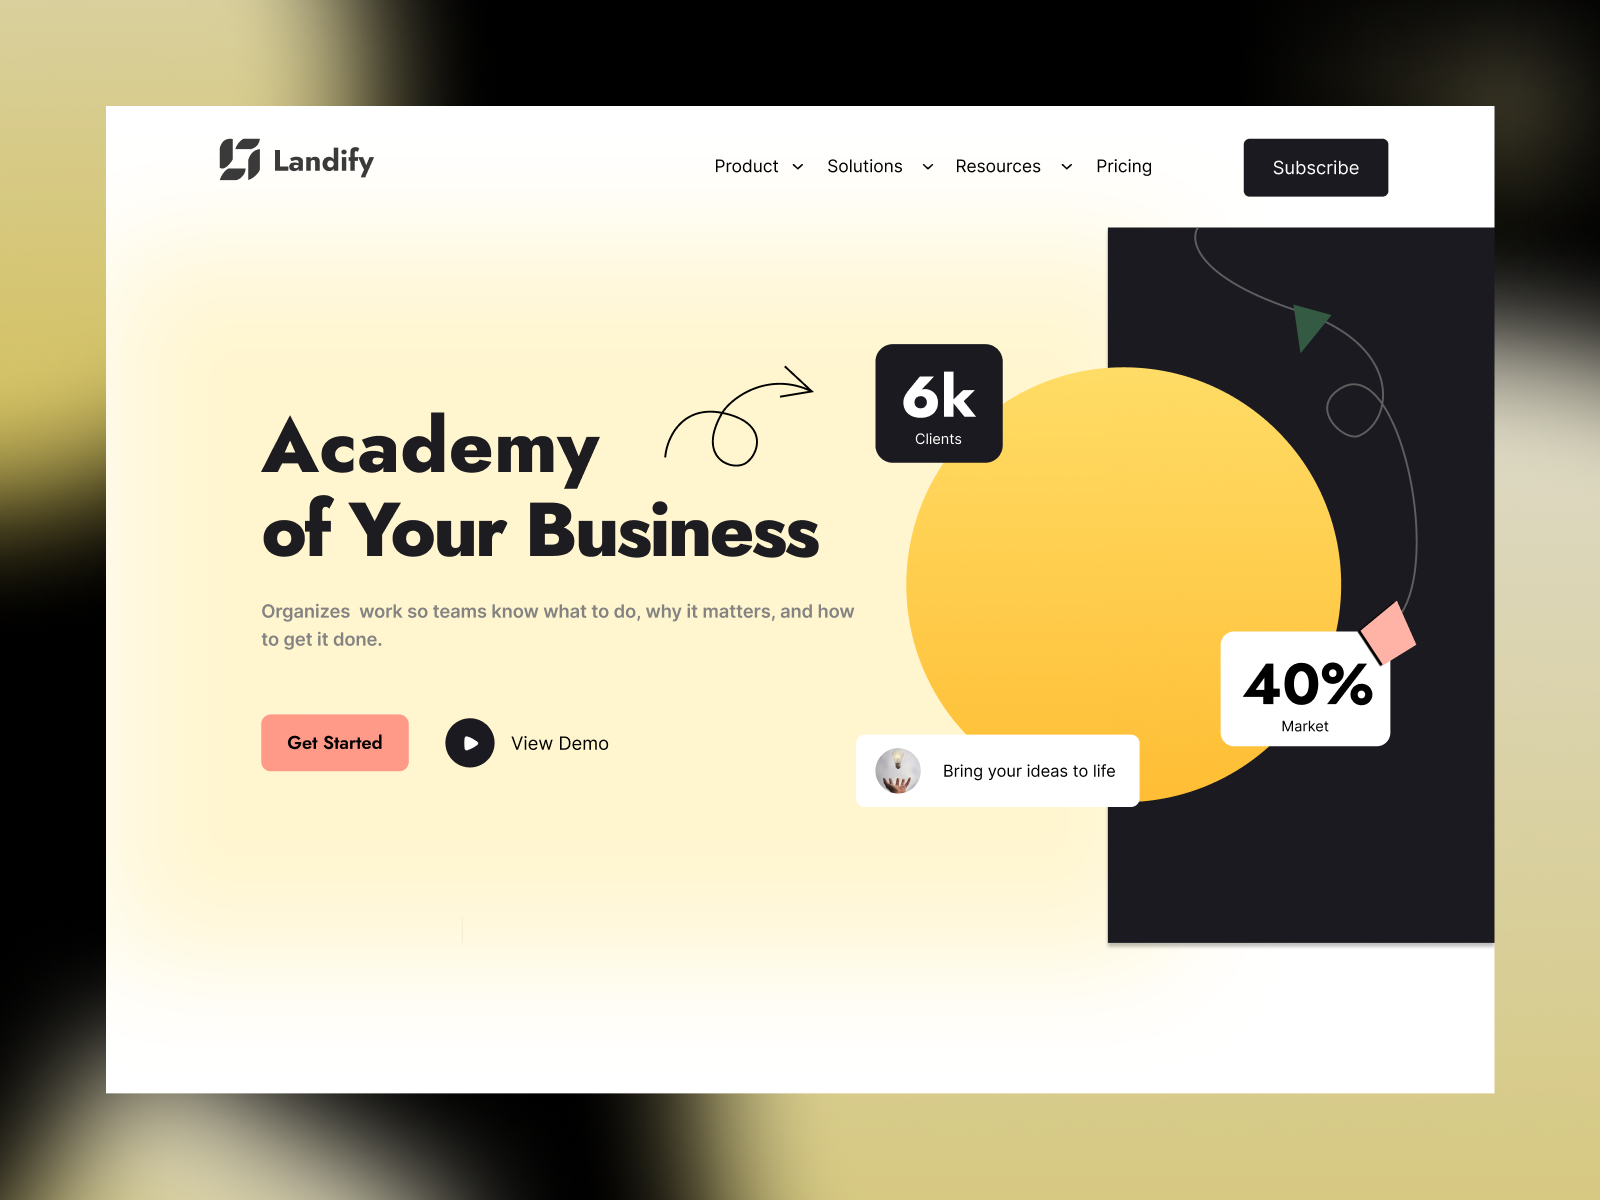 Landify
Product
Solutions
Resources
Pricing
Subscribe
Academy
of Your Business
Organizes  work so teams know what to do, why it matters, and how
to get it done.
Get Started
View Demo
6k
Clients
40%
Market
Bring your ideas to life